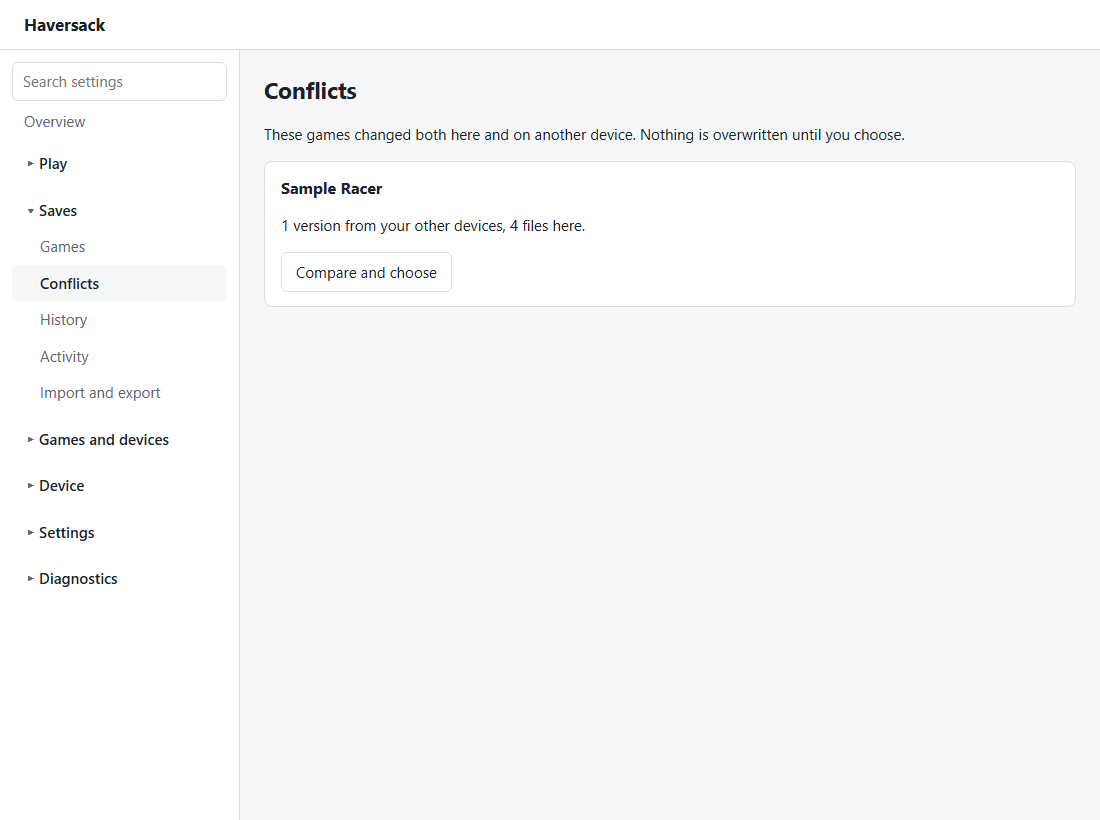 Haversack
Search settings
Overview
Play
Saves
Games
Conflicts
History
Activity
Import and export
Games and devices
Device
Settings
Diagnostics
Conflicts
These games changed both here and on another device. Nothing is overwritten until you choose.
Sample Racer
1 version from your other devices, 4 files here.
Compare and choose